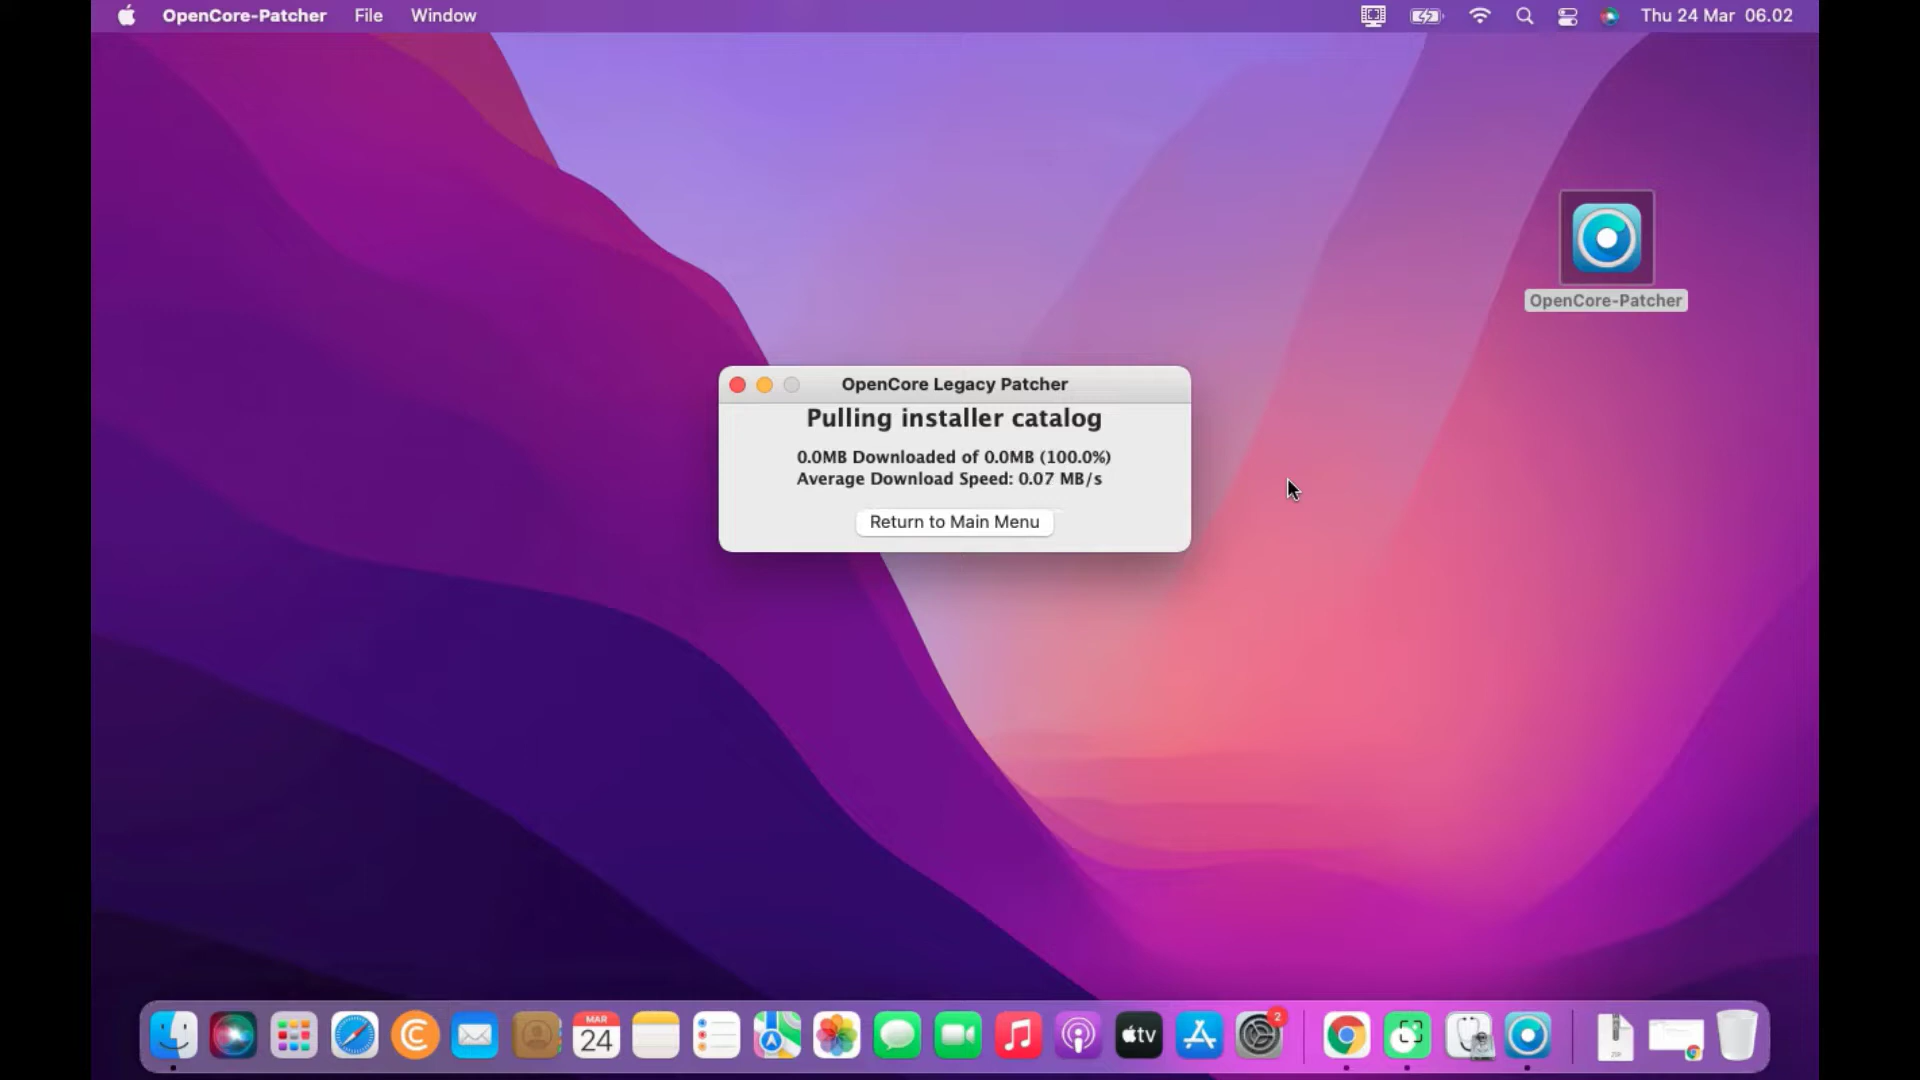 OpenCore-Patcher File Window
Thu 24 Mar 06.02
OpenCore-Patcher
OpenCore Legacy Patcher
Pulling installer catalog
0.0MB Downloaded of 0.0MB (100.0%)
Average Download Speed: 0.07 MB/s
Return to Main Menu
MAR
24
tv
2
ZIP